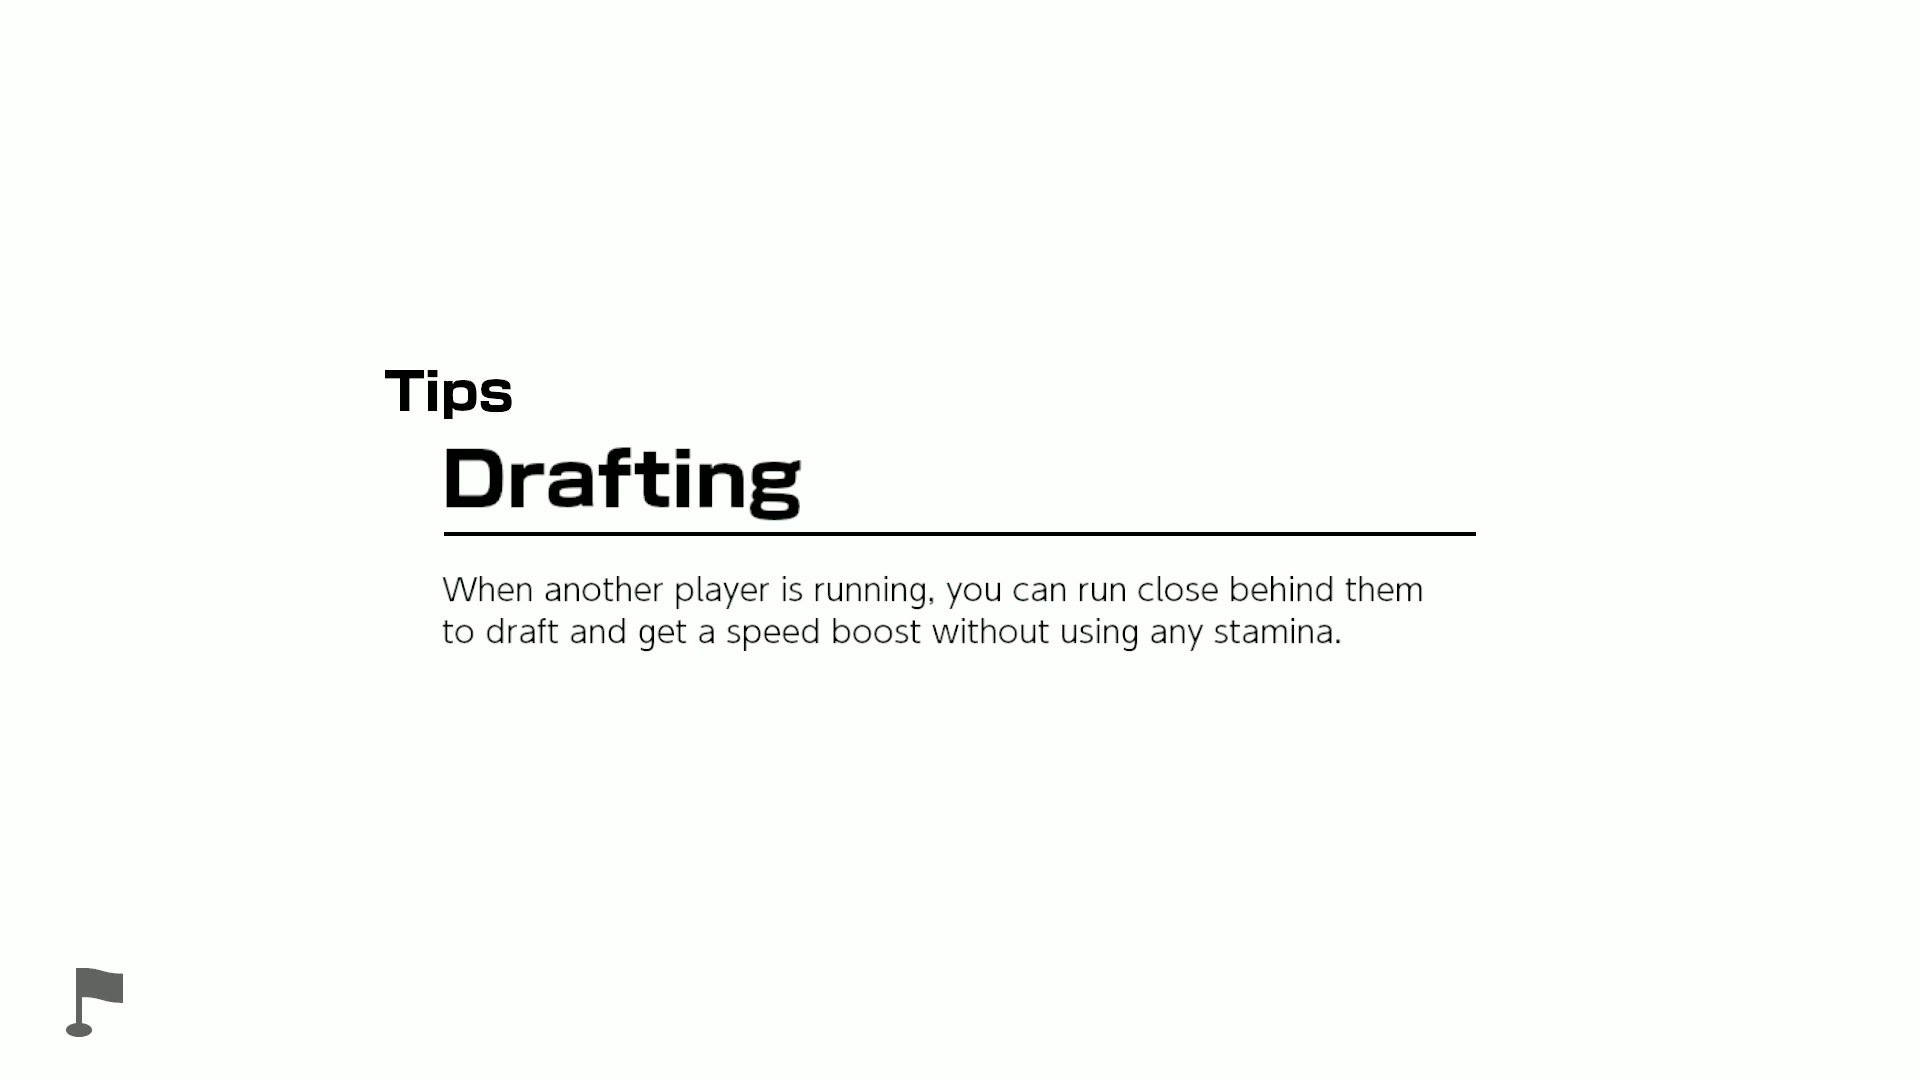 Tips
Drafting
When another player is running, you can run close behind them
to draft and get a speed boost without using any stamina.